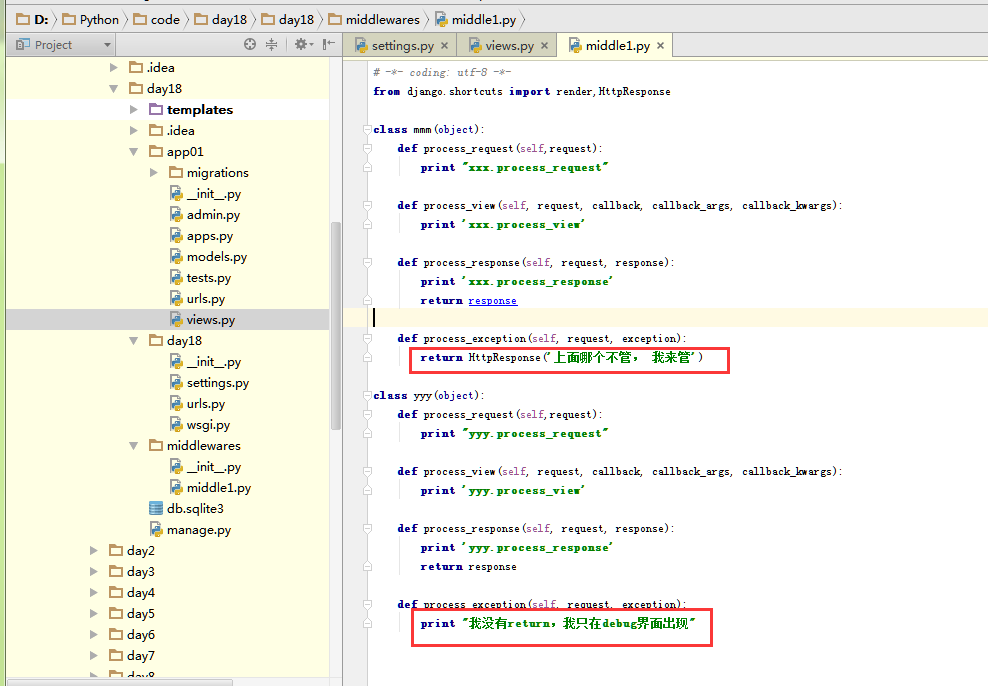 D: Python code day18 day18 middlewares middle1.py
Project
settings.py views.py middle1.py
.idea
day18
templates
.idea
app01
migrations
__init__.py
admin.py
apps.py
models.py
tests.py
urls.py
views.py
day18
__init__.py
settings.py
urls.py
wsgi.py
middlewares
__init__.py
middle1.py
db.sqlite3
manage.py
day2
day3
day4
day5
day6
day7
day8
# -*- coding: utf-8 -*-
from django.shortcuts import render,HttpResponse
class mmm(object):
def process_request(self,request):
print "xxx.process_request"
def process_view(self, request, callback, callback_args, callback_kwargs):
print 'xxx.process_view'
def process_response(self, request, response):
print 'xxx.process_response'
return response
def process_exception(self, request, exception):
return HttpResponse('上面哪个不管， 我来管')
class yyy(object):
def process_request(self,request):
print "yyy.process_request"
def process_view(self, request, callback, callback_args, callback_kwargs):
print 'yyy.process_view'
def process_response(self, request, response):
print 'yyy.process_response'
return response
def process_exception(self, request, exception):
print "我没有return，我只在debug界面出现"